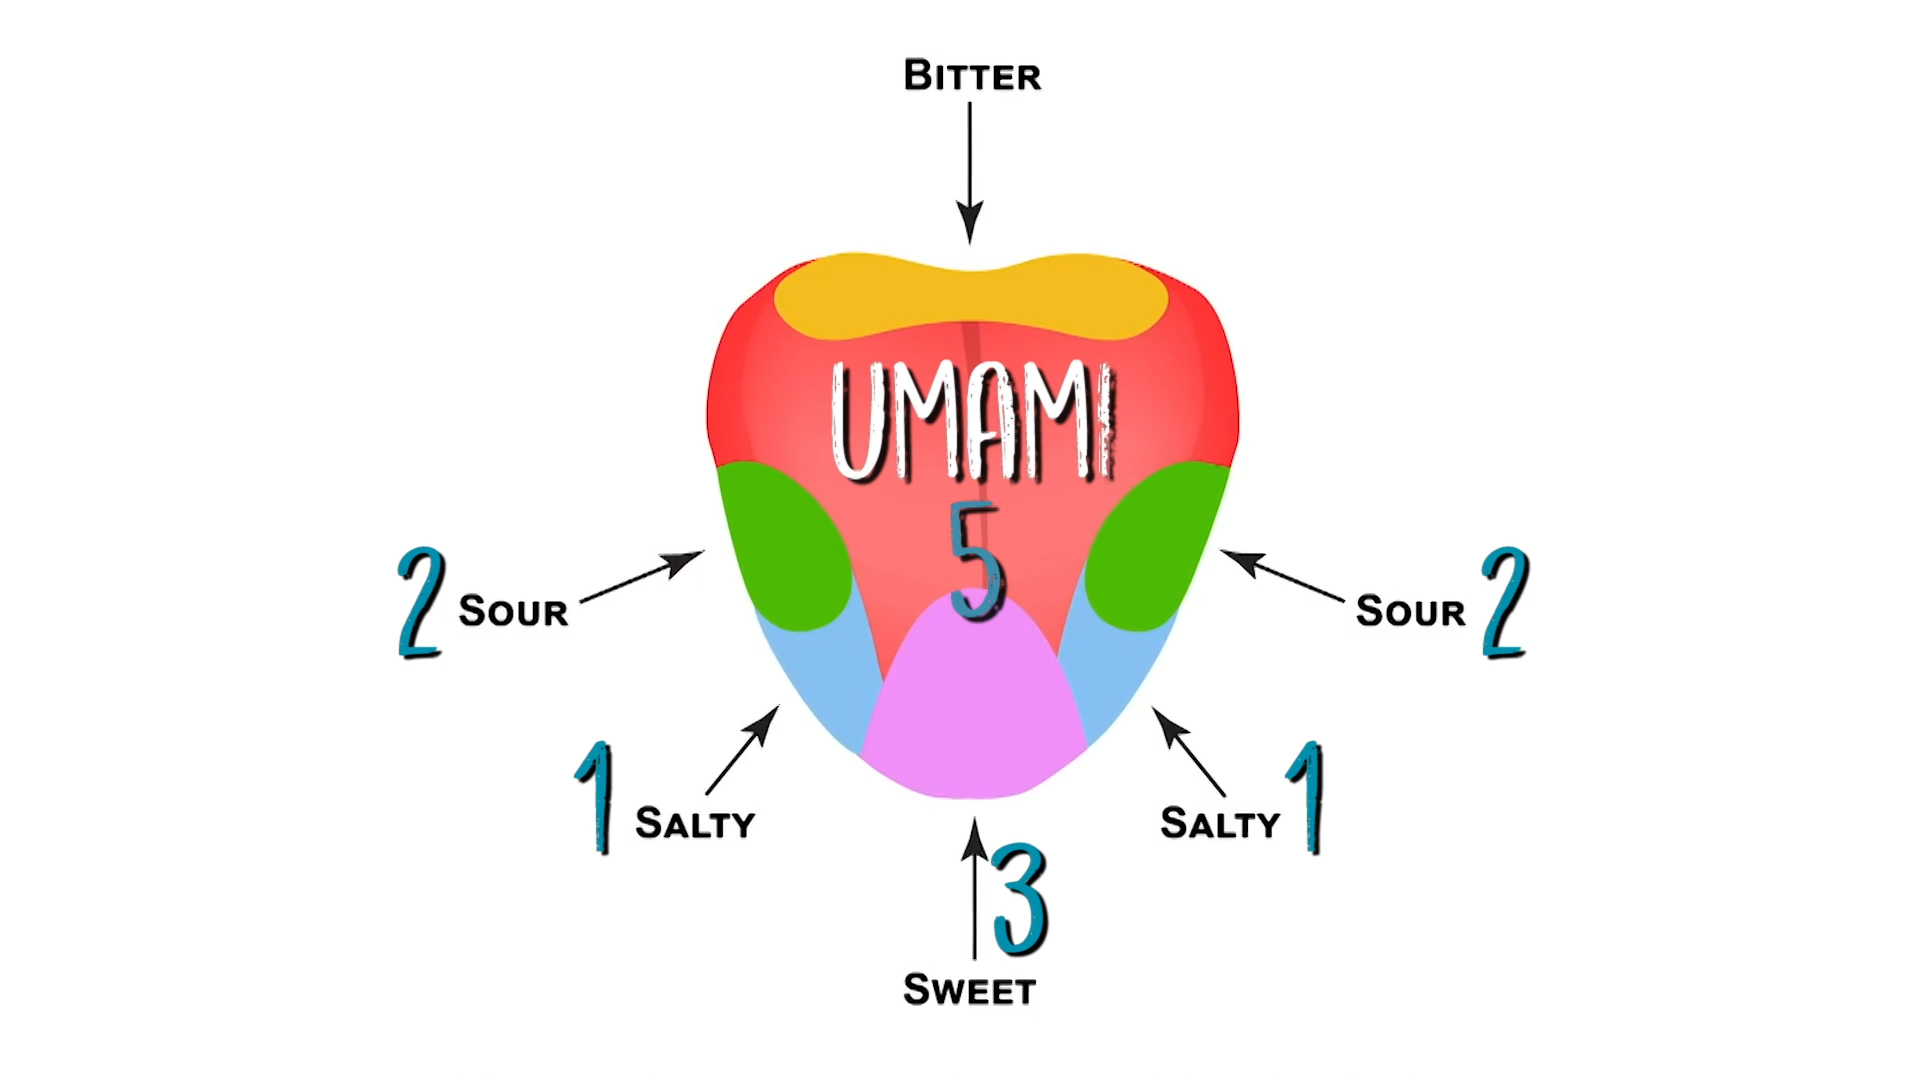 BITTER
UMAMI
5
2 SOUR
SOUR 2
1 SALTY
SALTY 1
3
SWEET